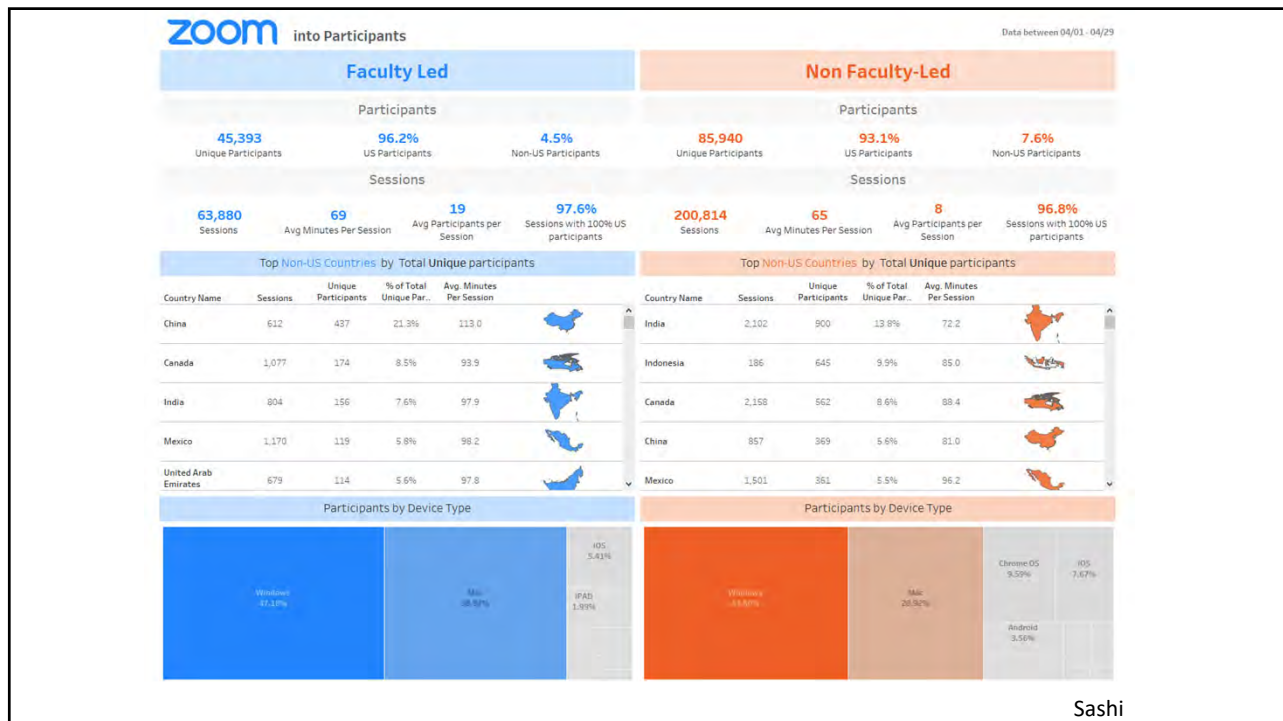 zoom into Participants
Data between 04/01 - 04/29
Faculty Led
Participants
45,393 96.2% 4.5%
Unique Participants US Participants Non-US Participants
Sessions
63,880 69 19 97.6%
Sessions Avg Minutes Per Session Avg Participants per Session Sessions with 100% US participants
Top Non-US Countries by Total Unique participants
Country Name Sessions Unique Participants % of Total Unique Par.. Avg. Minutes Per Session
China 612 437 21.3% 113.0
Canada 1,077 174 8.5% 93.9
India 804 156 7.6% 97.9
Mexico 1,170 119 5.8% 98.2
United Arab Emirates 679 114 5.6% 97.8
Participants by Device Type
Windows
Mac
iOS
5.41%
IPAD
1.99%
Non Faculty-Led
Participants
85,940 93.1% 7.6%
Unique Participants US Participants Non-US Participants
Sessions
200,814 65 8 96.8%
Sessions Avg Minutes Per Session Avg Participants per Session Sessions with 100% US participants
Top Non-US Countries by Total Unique participants
Country Name Sessions Unique Participants % of Total Unique Par.. Avg. Minutes Per Session
India 2,102 900 13.8% 72.2
Indonesia 186 645 9.9% 85.0
Canada 2,158 562 8.6% 88.4
China 857 369 5.6% 81.0
Mexico 1,501 361 5.5% 96.2
Participants by Device Type
Windows
Mac
Chrome OS
9.59%
iOS
7.67%
Android
3.56%
Sashi